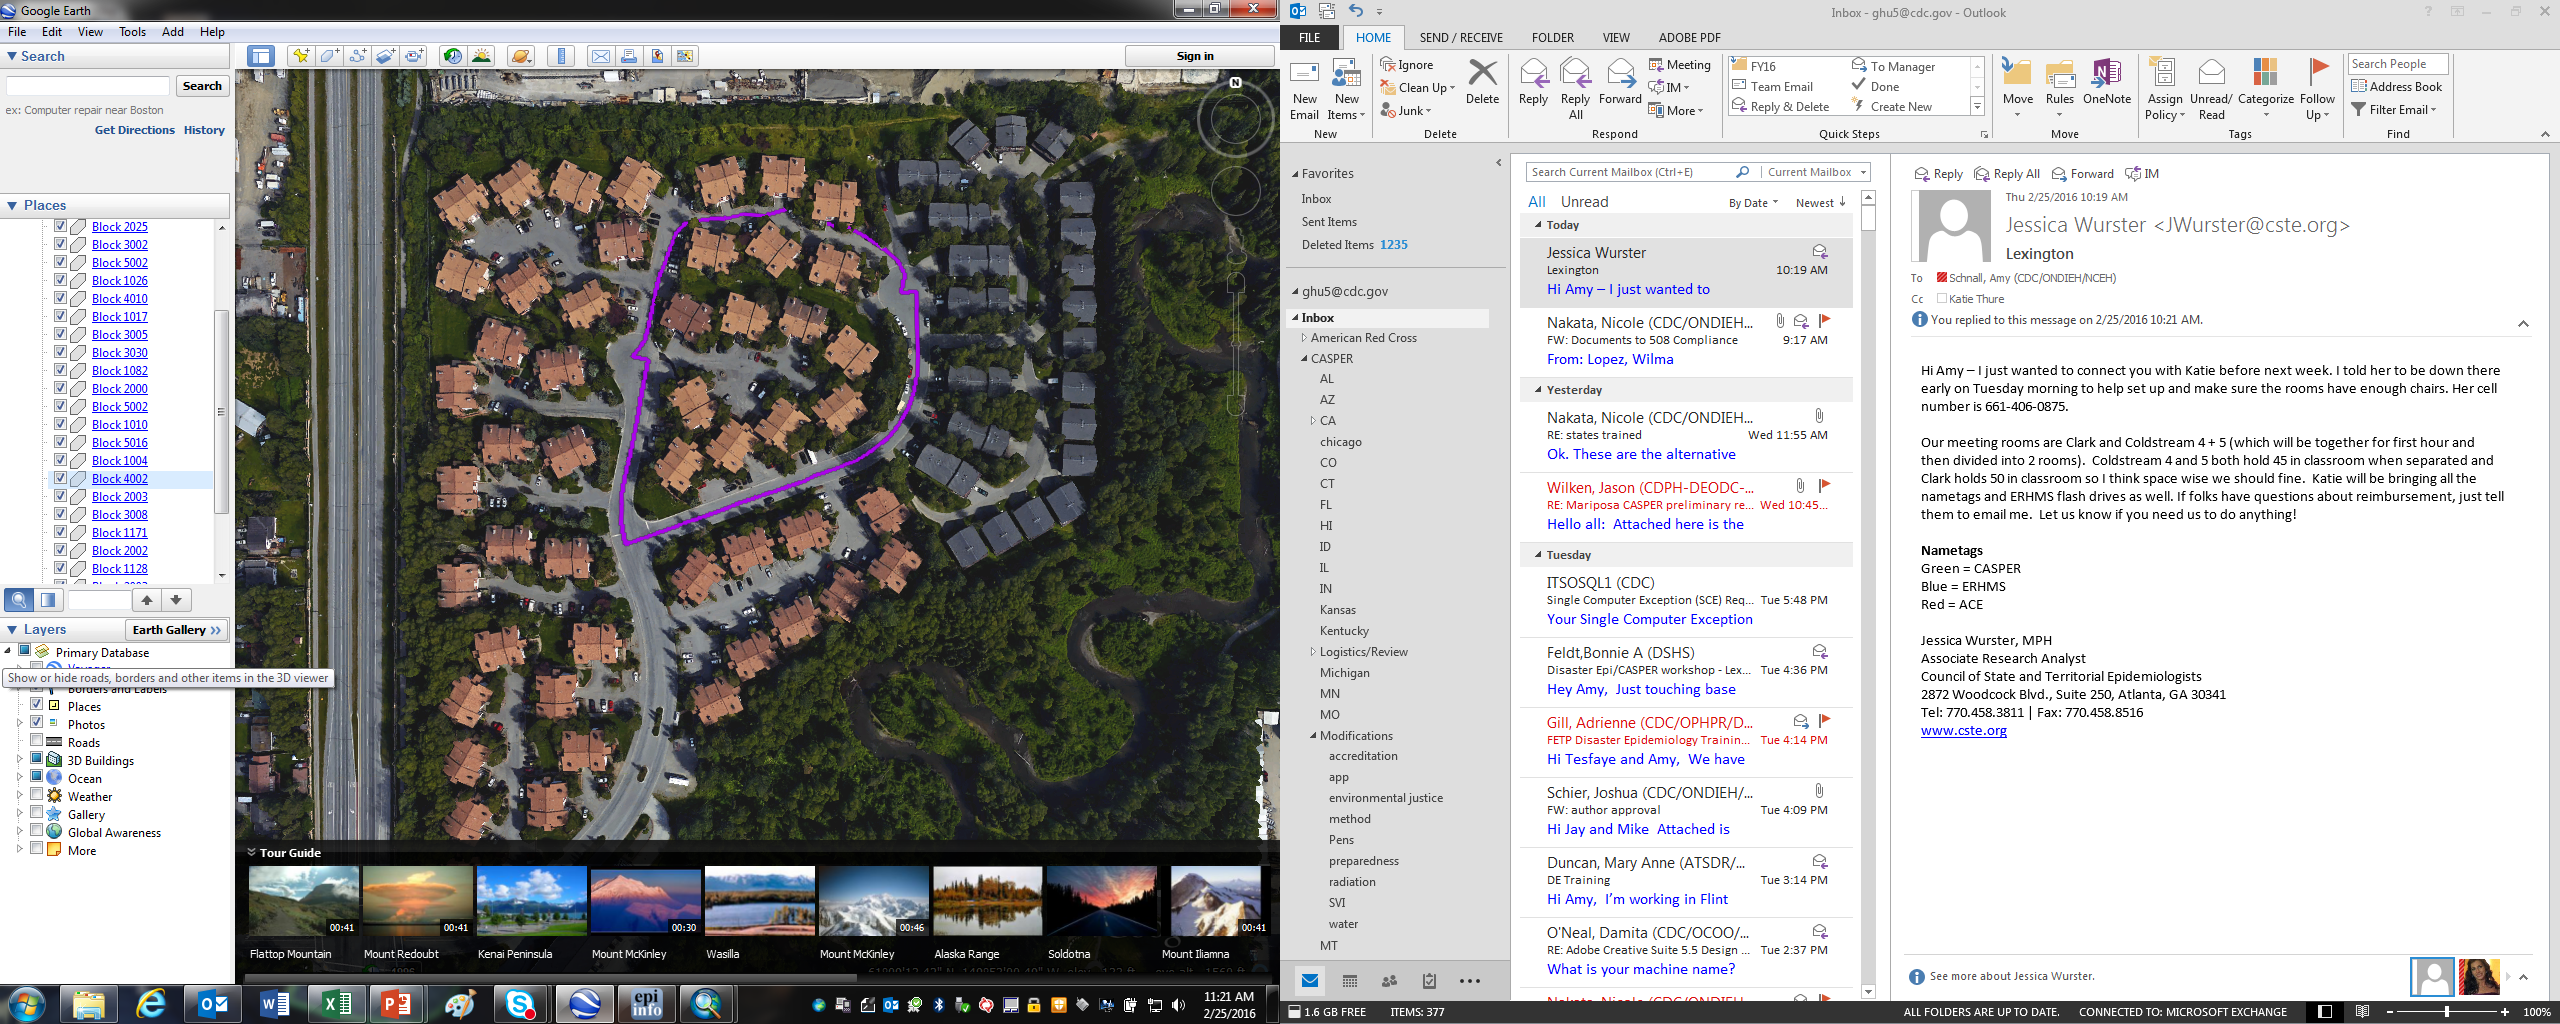 Google Earth
File Edit View Tools Add Help
Search
Search
ex: Computer repair near Boston
Get Directions History
Places
Block 2025
Block 3002
Block 5002
Block 1026
Block 4010
Block 1017
Block 3005
Block 3030
Block 1082
Block 2000
Block 5002
Block 1010
Block 5016
Block 1004
Block 4002
Block 2003
Block 3008
Block 1171
Block 2002
Block 1128
Layers
Earth Gallery
Primary Database
Show or hide roads, borders and other items in the 3D viewer
Borders and Labels
Places
Photos
Roads
3D Buildings
Ocean
Weather
Gallery
Global Awareness
More
Sign in
N
Tour Guide
00:41
00:41
00:30
00:46
00:41
Flattop Mountain
Mount Redoubt
Kenai Peninsula
Mount McKinley
Wasilla
Mount McKinley
Alaska Range
Soldotna
Mount Iliamna
epi info
11:21 AM
2/25/2016
Inbox - ghu5@cdc.gov - Outlook
FILE HOME SEND / RECEIVE FOLDER VIEW ADOBE PDF
New Email
New Items
New
Ignore
Clean Up
Junk
Delete
Delete
Reply
Reply All
Forward
Meeting
IM
More
Respond
FY16
Team Email
Reply & Delete
To Manager
Done
Create New
Quick Steps
Move
Rules
OneNote
Move
Assign Policy
Unread/ Read
Categorize
Follow Up
Tags
Search People
Address Book
Filter Email
Find
Favorites
Inbox
Sent Items
Deleted Items 1235
ghu5@cdc.gov
Inbox
American Red Cross
CASPER
AL
AZ
CA
chicago
CO
CT
FL
HI
ID
IL
IN
Kansas
Kentucky
Logistics/Review
Michigan
MN
MO
Modifications
accreditation
app
environmental justice
method
Pens
preparedness
radiation
SVI
water
MT
Search Current Mailbox (Ctrl+E) Current Mailbox
All Unread By Date Newest
Today
Jessica Wurster
Lexington 10:19 AM
Hi Amy – I just wanted to
Nakata, Nicole (CDC/ONDIEH...
FW: Documents to 508 Compliance 9:17 AM
From: Lopez, Wilma
Yesterday
Nakata, Nicole (CDC/ONDIEH...
RE: states trained Wed 11:55 AM
Ok. These are the alternative
Wilken, Jason (CDPH-DEODC-...
RE: Mariposa CASPER preliminary re... Wed 10:45...
Hello all: Attached here is the
Tuesday
ITSOSQL1 (CDC)
Single Computer Exception (SCE) Req... Tue 5:48 PM
Your Single Computer Exception
Feldt,Bonnie A (DSHS)
Disaster Epi/CASPER workshop - Lex... Tue 4:36 PM
Hey Amy, Just touching base
Gill, Adrienne (CDC/OPHPR/D...
FETP Disaster Epidemiology Trainin... Tue 4:14 PM
Hi Tesfaye and Amy, We have
Schier, Joshua (CDC/ONDIEH/...
FW: author approval Tue 4:09 PM
Hi Jay and Mike Attached is
Duncan, Mary Anne (ATSDR/...
DE Training Tue 3:14 PM
Hi Amy, I'm working in Flint
O'Neal, Damita (CDC/OCOO/...
RE: Adobe Creative Suite 5.5 Design ... Tue 2:37 PM
What is your machine name?
Reply Reply All Forward IM
Thu 2/25/2016 10:19 AM
Jessica Wurster <JWurster@cste.org>
Lexington
To Schnall, Amy (CDC/ONDIEH/NCEH)
Cc Katie Thure
You replied to this message on 2/25/2016 10:21 AM.
Hi Amy – I just wanted to connect you with Katie before next week. I told her to be down there
early on Tuesday morning to help set up and make sure the rooms have enough chairs. Her cell
number is 661-406-0875.
Our meeting rooms are Clark and Coldstream 4 + 5 (which will be together for first hour and
then divided into 2 rooms). Coldstream 4 and 5 both hold 45 in classroom when separated and
Clark holds 50 in classroom so I think space wise we should fine. Katie will be bringing all the
nametags and ERHMS flash drives as well. If folks have questions about reimbursement, just tell
them to email me. Let us know if you need us to do anything!
Nametags
Green = CASPER
Blue = ERHMS
Red = ACE
Jessica Wurster, MPH
Associate Research Analyst
Council of State and Territorial Epidemiologists
2872 Woodcock Blvd., Suite 250, Atlanta, GA 30341
Tel: 770.458.3811 | Fax: 770.458.8516
www.cste.org
See more about Jessica Wurster.
1.6 GB FREE ITEMS: 377 ALL FOLDERS ARE UP TO DATE. CONNECTED TO: MICROSOFT EXCHANGE 100%